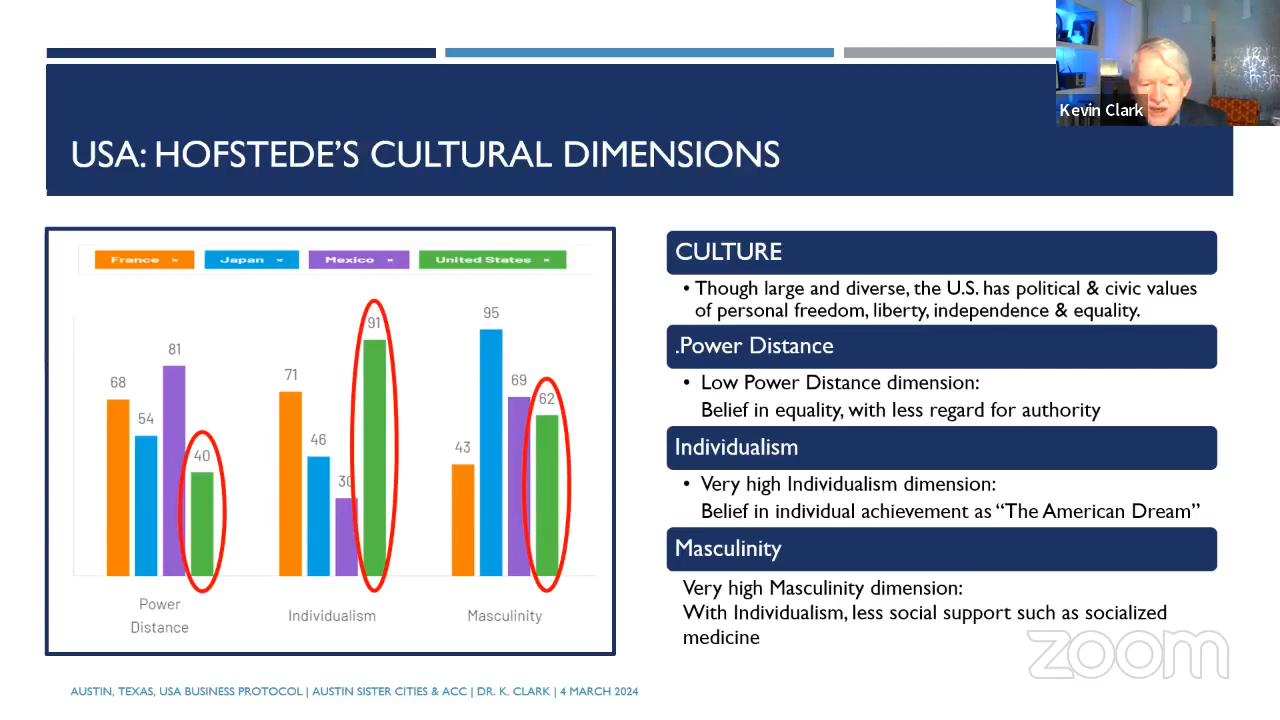 Kevin Clark
USA: HOFSTEDE'S CULTURAL DIMENSIONS
France × Japan × Mexico × United States ×
68
54
81
40
Power
Distance
71
46
30
91
Individualism
43
95
69
62
Masculinity
CULTURE
• Though large and diverse, the U.S. has political & civic values
of personal freedom, liberty, independence & equality.
.Power Distance
• Low Power Distance dimension:
Belief in equality, with less regard for authority
Individualism
• Very high Individualism dimension:
Belief in individual achievement as “The American Dream”
Masculinity
Very high Masculinity dimension:
With Individualism, less social support such as socialized
medicine
zoom
AUSTIN, TEXAS, USA BUSINESS PROTOCOL | AUSTIN SISTER CITIES & ACC | DR. K. CLARK | 4 MARCH 2024